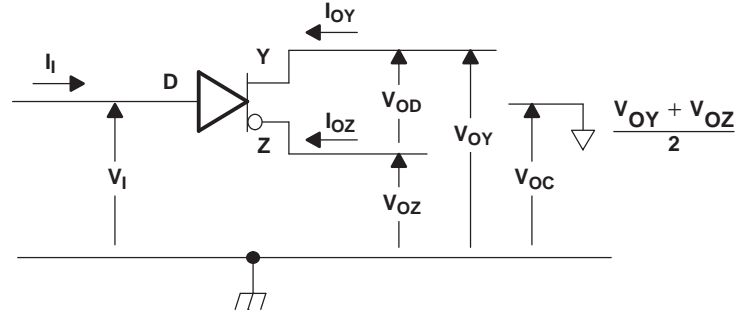 I_OY
I_I
D
Y
V_OD
I_OZ
Z
V_OY
V_OY + V_OZ
2
V_I
V_OC
V_OZ